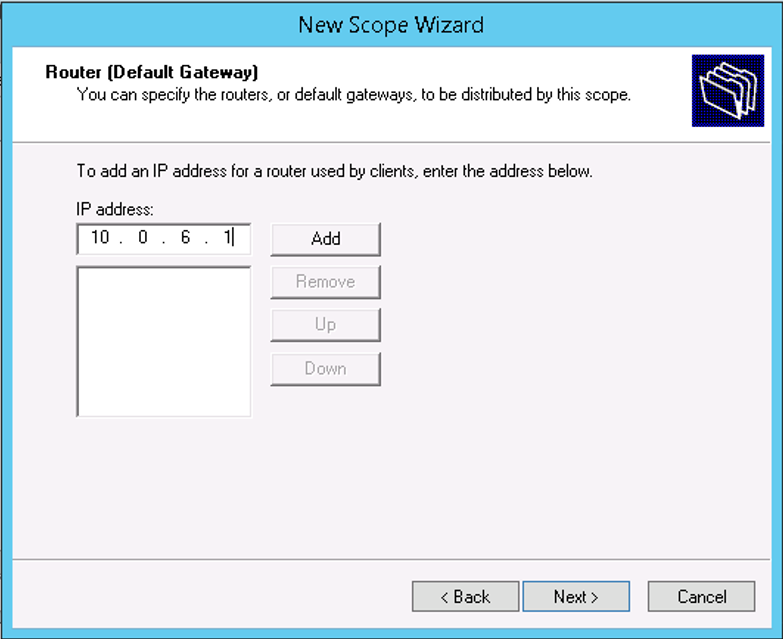 New Scope Wizard
Router (Default Gateway)
You can specify the routers, or default gateways, to be distributed by this scope.
To add an IP address for a router used by clients, enter the address below.
IP address:
10 . 0 . 6 . 1
Add
Remove
Up
Down
< Back
Next >
Cancel